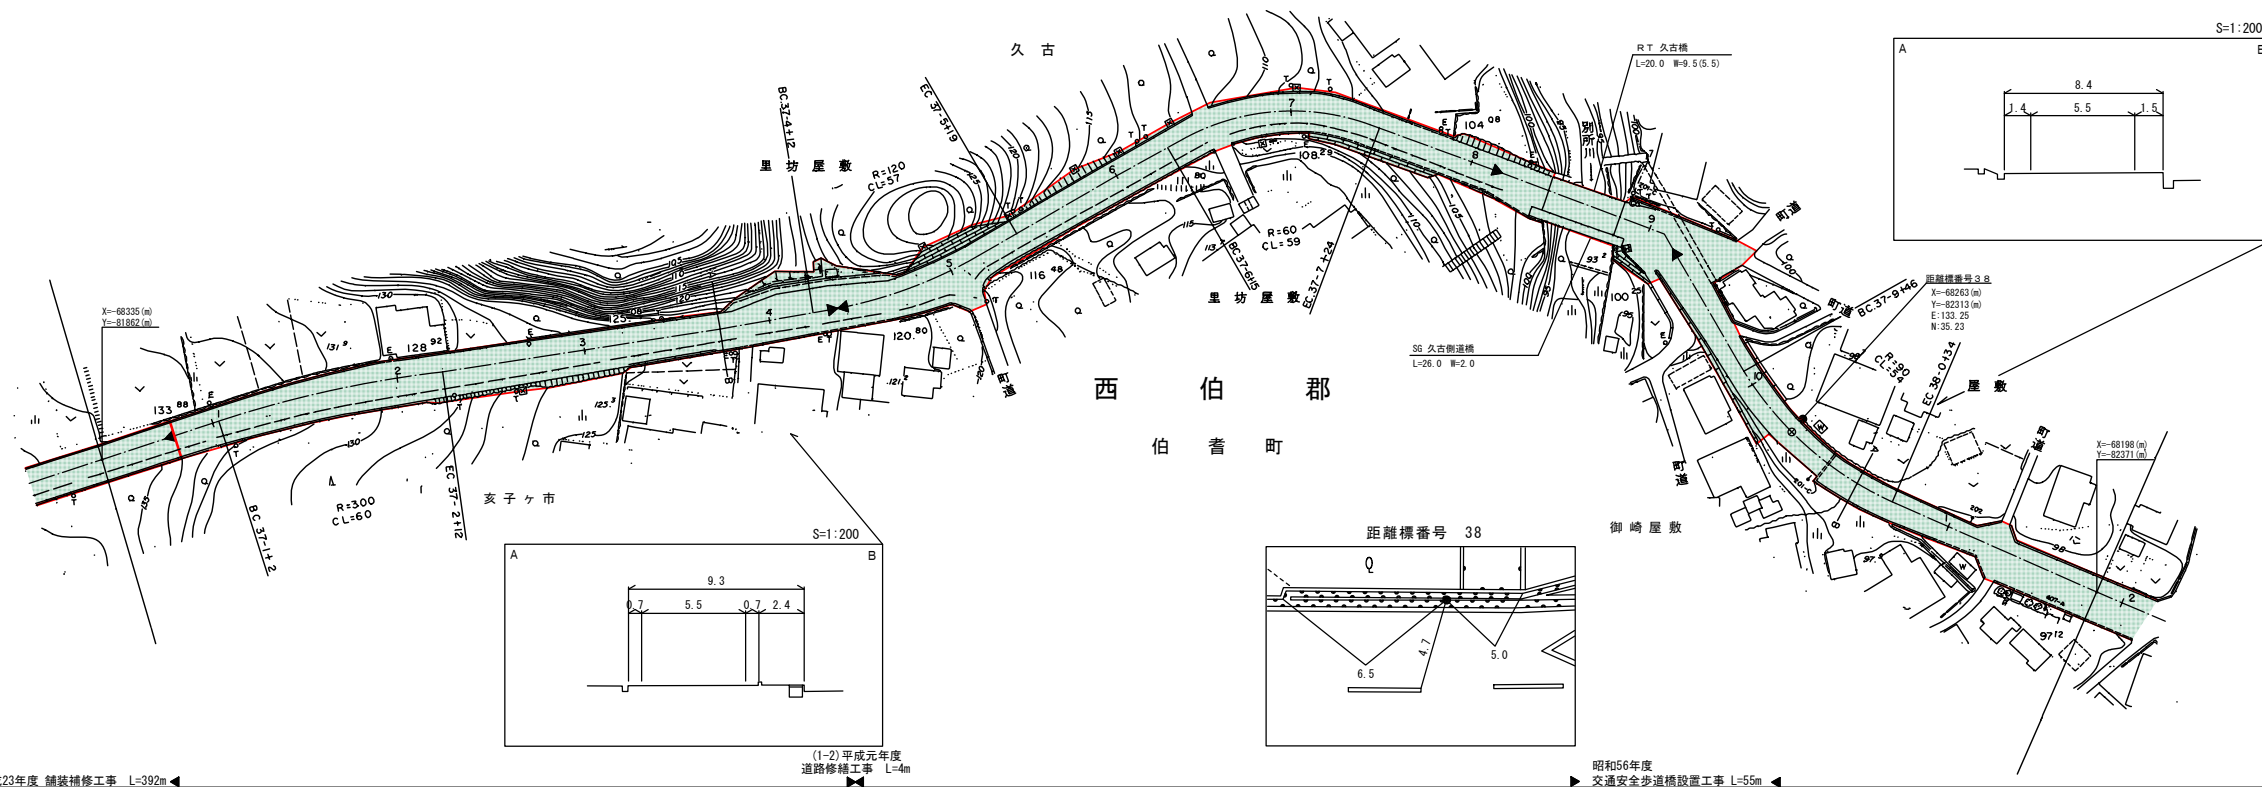 久古
S=1:200
A
B
8.4
1.4
5.5
1.5
RT 久古橋
L=20.0 W=9.5(5.5)
別所川
町道
里坊屋敷
BC.37-4+12
EC 37-5+19
R=120
CL=57
R=60
CL=59
BC.37-6+15
EC.37-7+24
里坊屋敷
町道
BC.37-9+46
距離標番号38
X=-68263(m)
Y=-82313(m)
E:133.25
N:35.23
R=90
CL=54
EC 38-0+34
屋敷
町道
X=-68198(m)
Y=-82371(m)
X=-68335(m)
Y=-81862(m)
SG 久古側道橋
L=26.0 W=2.0
町道
西伯郡
伯耆町
町道
御崎屋敷
BC 37-1+2
R=300
CL=60
EC 37-2+12
亥子ヶ市
S=1:200
A
B
9.3
0.7
5.5
0.7
2.4
距離標番号 38
Q
6.5
4.7
5.0
23年度 舗装補修工事 L=392m
(1-2)平成元年度
道路修繕工事 L=4m
昭和56年度
交通安全歩道橋設置工事 L=55m